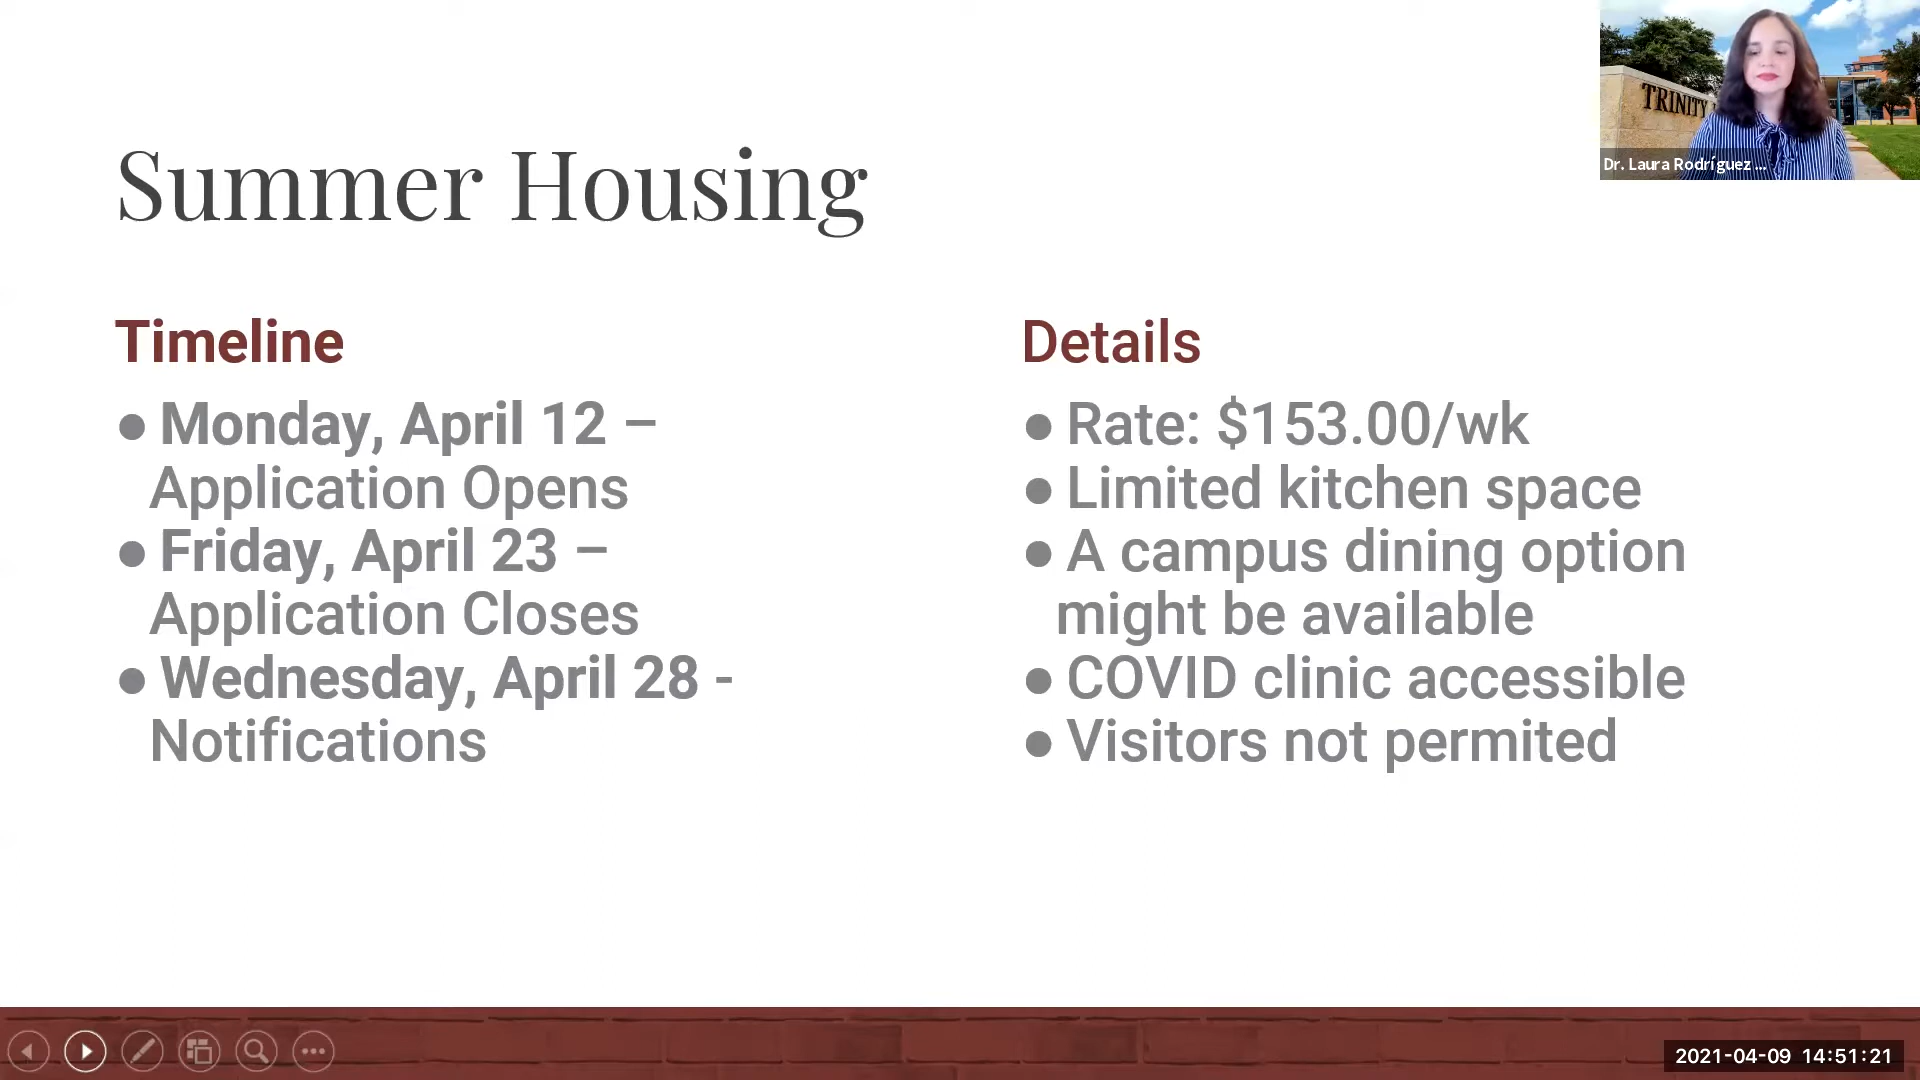 TRINITY
Dr. Laura Rodríguez ...
Summer Housing
Timeline
● Monday, April 12 –
Application Opens
● Friday, April 23 –
Application Closes
● Wednesday, April 28 -
Notifications
Details
● Rate: $153.00/wk
● Limited kitchen space
● A campus dining option
might be available
● COVID clinic accessible
● Visitors not permited
2021-04-09 14:51:21